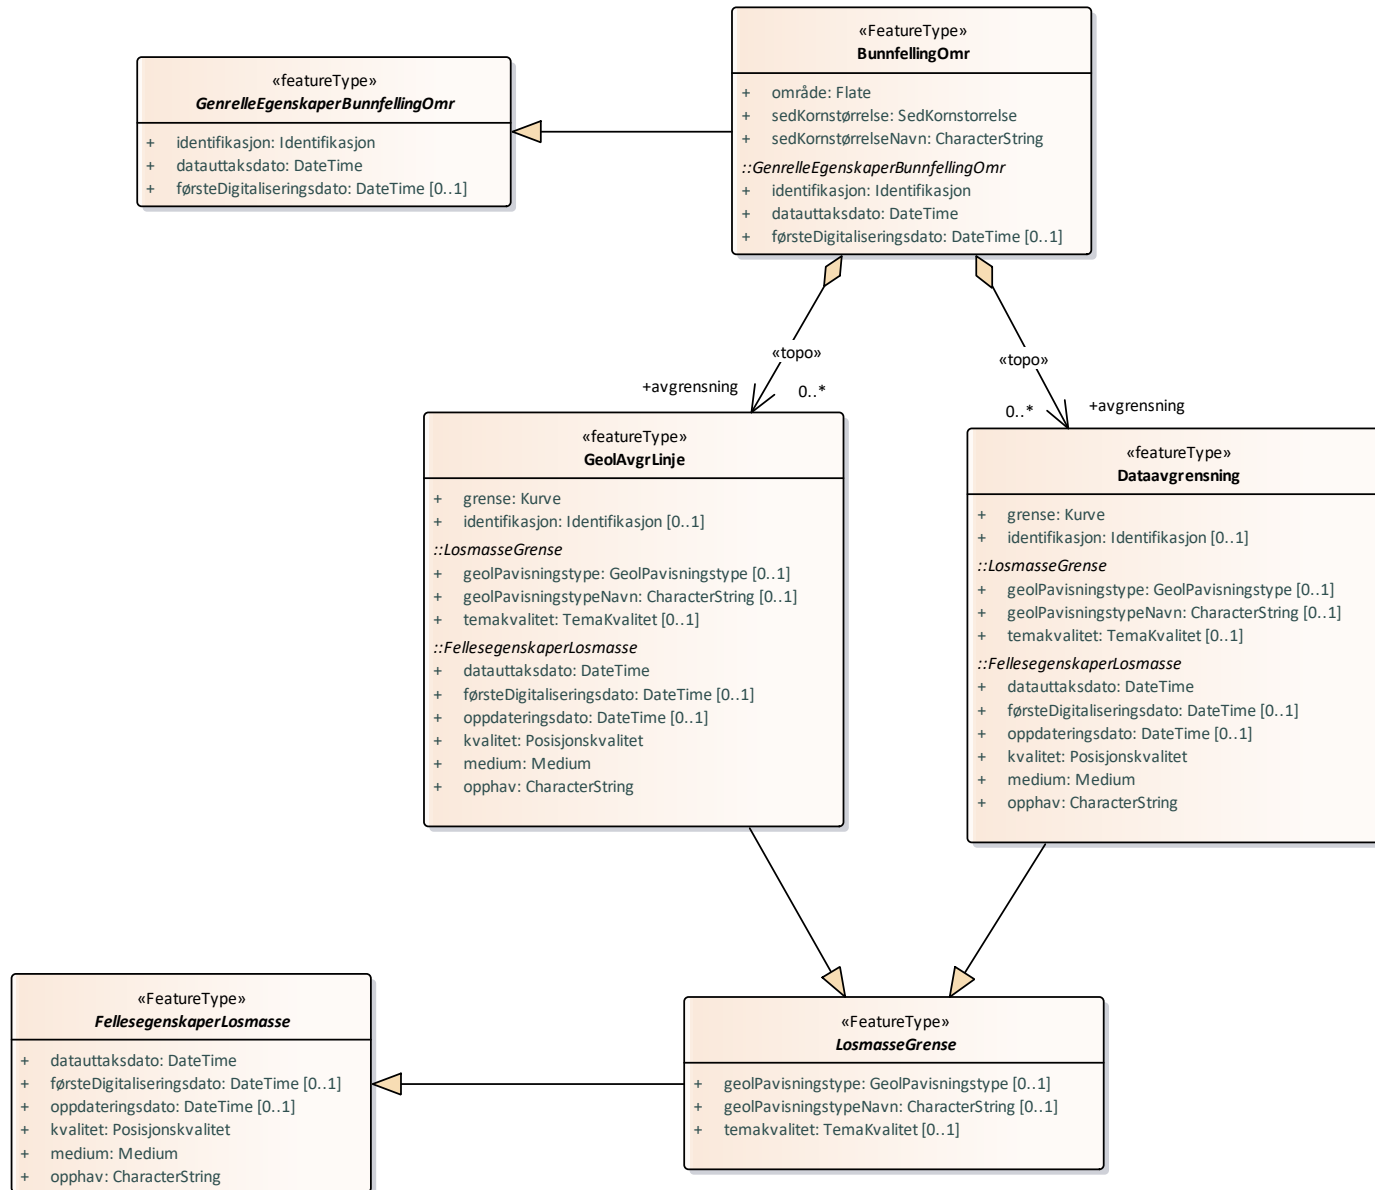 «featureType»
GenrelleEgenskaperBunnfellingOmr
+ identifikasjon: Identifikasjon
+ datauttaksdato: DateTime
+ førsteDigitaliseringsdato: DateTime [0..1]
«FeatureType»
BunnfellingOmr
+ område: Flate
+ sedKornstørrelse: SedKornstorrelse
+ sedKornstørrelseNavn: CharacterString
::GenrelleEgenskaperBunnfellingOmr
+ identifikasjon: Identifikasjon
+ datauttaksdato: DateTime
+ førsteDigitaliseringsdato: DateTime [0..1]
«topo»
+avgrensning
0..*
«topo»
0..*
+avgrensning
«featureType»
GeolAvgrLinje
+ grense: Kurve
+ identifikasjon: Identifikasjon [0..1]
::LosmasseGrense
+ geolPavisningstype: GeolPavisningstype [0..1]
+ geolPavisningstypeNavn: CharacterString [0..1]
+ temakvalitet: TemaKvalitet [0..1]
::FellesegenskaperLosmasse
+ datauttaksdato: DateTime
+ førsteDigitaliseringsdato: DateTime [0..1]
+ oppdateringsdato: DateTime [0..1]
+ kvalitet: Posisjonskvalitet
+ medium: Medium
+ opphav: CharacterString
«featureType»
Dataavgrensning
+ grense: Kurve
+ identifikasjon: Identifikasjon [0..1]
::LosmasseGrense
+ geolPavisningstype: GeolPavisningstype [0..1]
+ geolPavisningstypeNavn: CharacterString [0..1]
+ temakvalitet: TemaKvalitet [0..1]
::FellesegenskaperLosmasse
+ datauttaksdato: DateTime
+ førsteDigitaliseringsdato: DateTime [0..1]
+ oppdateringsdato: DateTime [0..1]
+ kvalitet: Posisjonskvalitet
+ medium: Medium
+ opphav: CharacterString
«FeatureType»
FellesegenskaperLosmasse
+ datauttaksdato: DateTime
+ førsteDigitaliseringsdato: DateTime [0..1]
+ oppdateringsdato: DateTime [0..1]
+ kvalitet: Posisjonskvalitet
+ medium: Medium
+ opphav: CharacterString
«FeatureType»
LosmasseGrense
+ geolPavisningstype: GeolPavisningstype [0..1]
+ geolPavisningstypeNavn: CharacterString [0..1]
+ temakvalitet: TemaKvalitet [0..1]